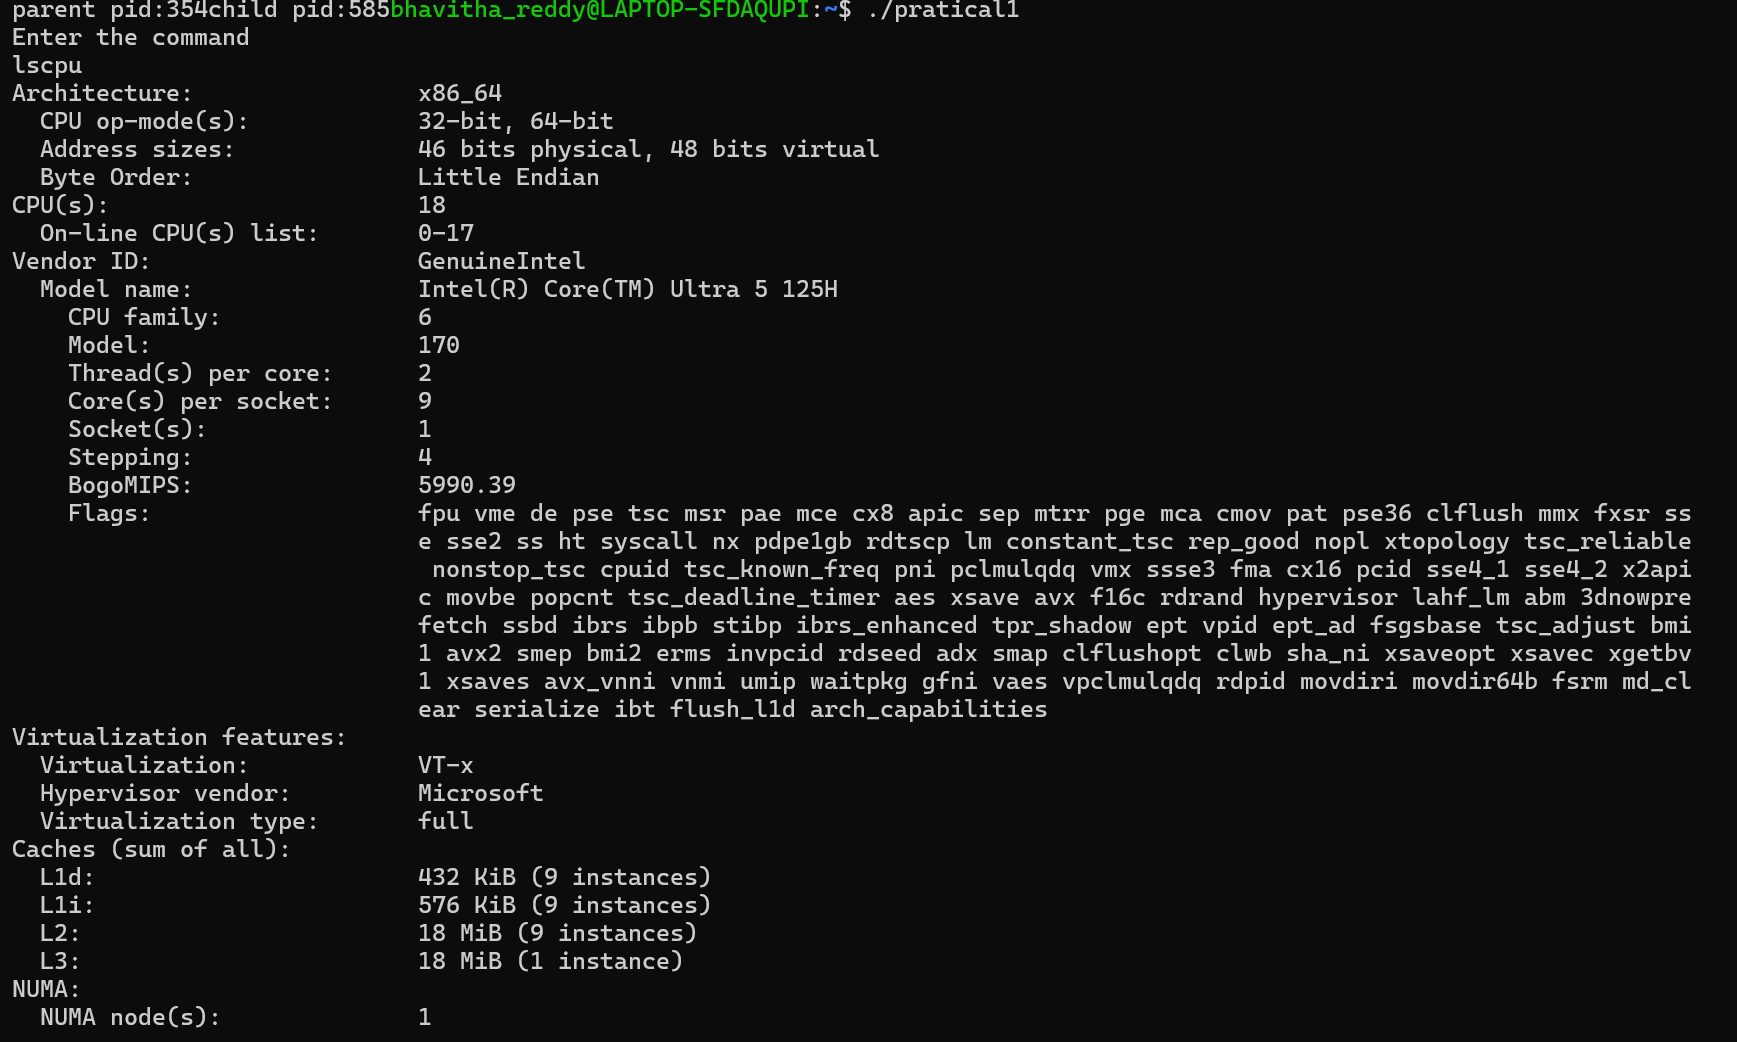 parent pid:354child pid:585bhavitha_reddy@LAPTOP-SFDAQUPI:~$ ./pratical1
Enter the command
lscpu
Architecture:                x86_64
  CPU op-mode(s):            32-bit, 64-bit
  Address sizes:             46 bits physical, 48 bits virtual
  Byte Order:                Little Endian
CPU(s):                      18
  On-line CPU(s) list:       0-17
Vendor ID:                   GenuineIntel
  Model name:                Intel(R) Core(TM) Ultra 5 125H
    CPU family:              6
    Model:                   170
    Thread(s) per core:      2
    Core(s) per socket:      9
    Socket(s):               1
    Stepping:                4
    BogoMIPS:                5990.39
    Flags:                   fpu vme de pse tsc msr pae mce cx8 apic sep mtrr pge mca cmov pat pse36 clflush mmx fxsr ss
                             e sse2 ss ht syscall nx pdpe1gb rdtscp lm constant_tsc rep_good nopl xtopology tsc_reliable
                              nonstop_tsc cpuid tsc_known_freq pni pclmulqdq vmx ssse3 fma cx16 pcid sse4_1 sse4_2 x2api
                             c movbe popcnt tsc_deadline_timer aes xsave avx f16c rdrand hypervisor lahf_lm abm 3dnowpre
                             fetch ssbd ibrs ibpb stibp ibrs_enhanced tpr_shadow ept vpid ept_ad fsgsbase tsc_adjust bmi
                             1 avx2 smep bmi2 erms invpcid rdseed adx smap clflushopt clwb sha_ni xsaveopt xsavec xgetbv
                             1 xsaves avx_vnni vnmi umip waitpkg gfni vaes vpclmulqdq rdpid movdiri movdir64b fsrm md_cl
                             ear serialize ibt flush_l1d arch_capabilities
Virtualization features:
  Virtualization:            VT-x
  Hypervisor vendor:         Microsoft
  Virtualization type:       full
Caches (sum of all):
  L1d:                       432 KiB (9 instances)
  L1i:                       576 KiB (9 instances)
  L2:                        18 MiB (9 instances)
  L3:                        18 MiB (1 instance)
NUMA:
  NUMA node(s):              1